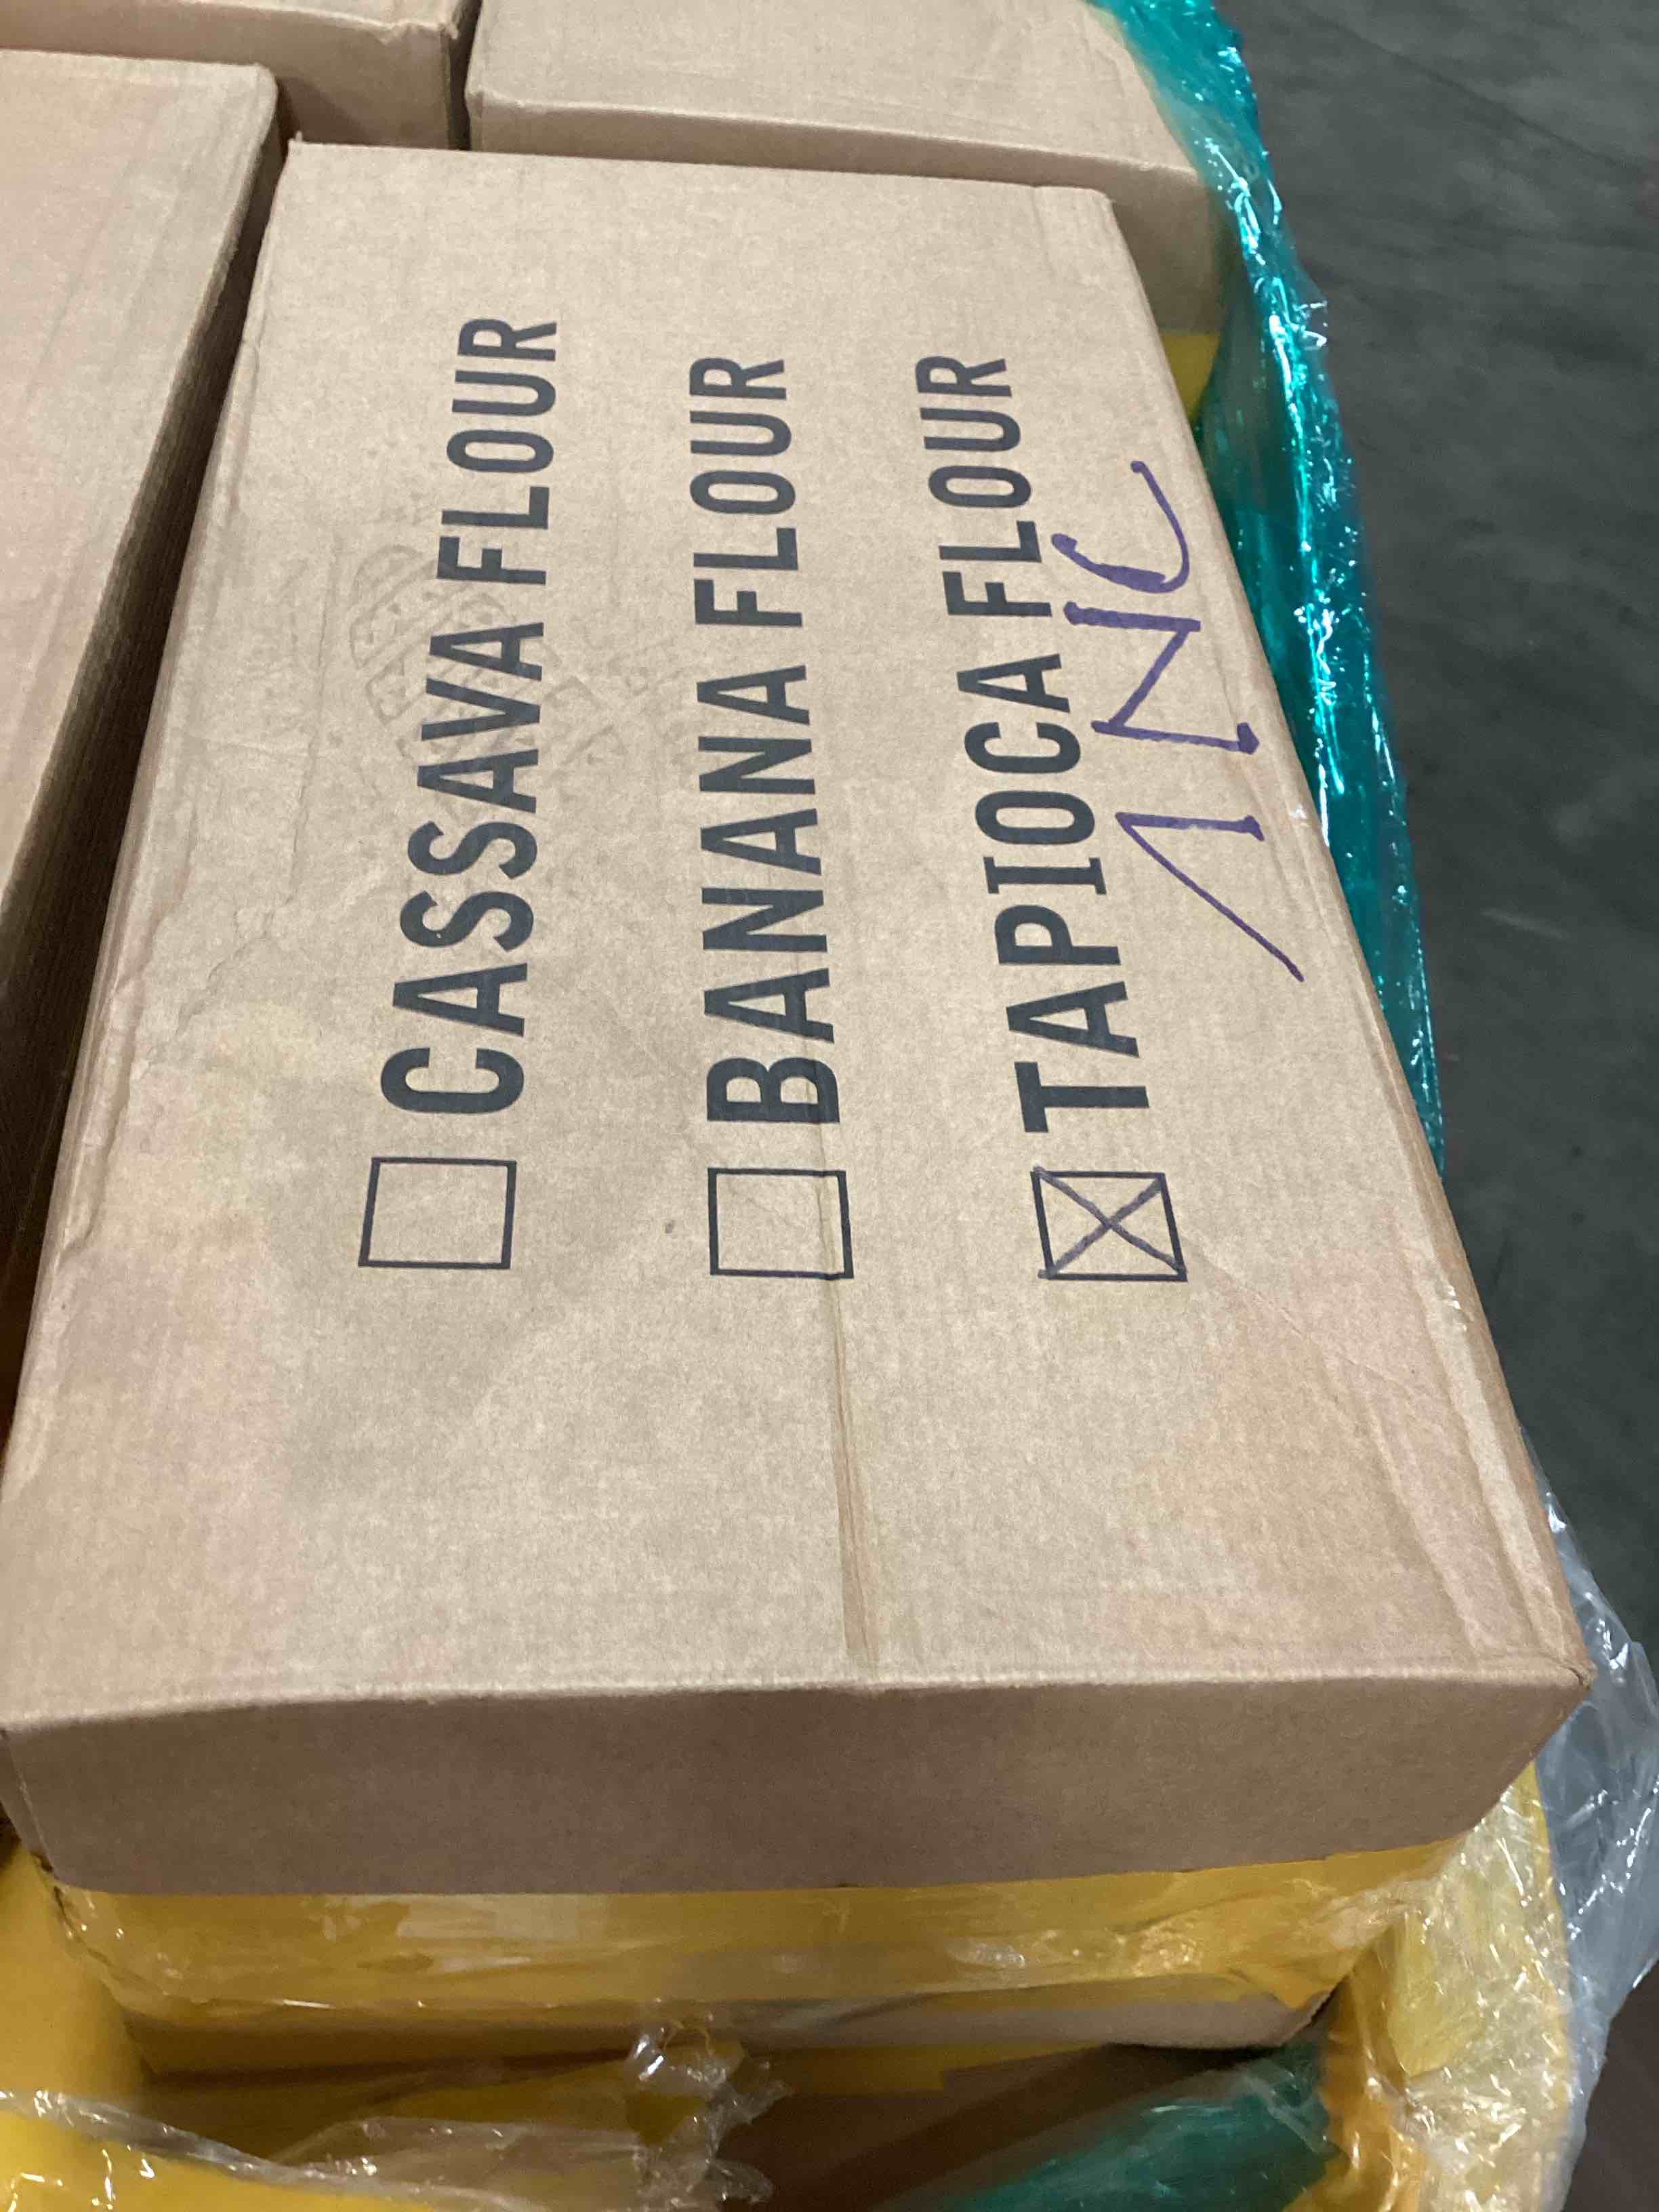 ☐ CASSAVA FLOUR
☐ BANANA FLOUR
☒ TAPIOCA FLOUR